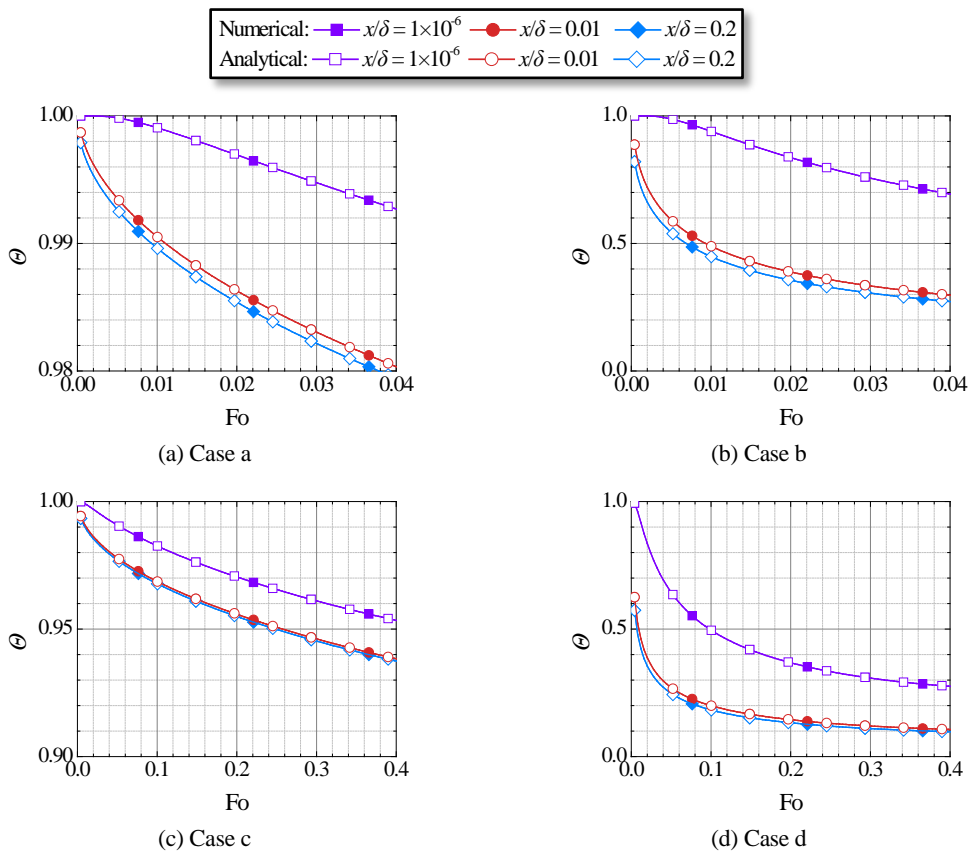 Numerical: x/δ = 1×10⁻⁶ x/δ = 0.01 x/δ = 0.2
Analytical: x/δ = 1×10⁻⁶ x/δ = 0.01 x/δ = 0.2
1.00
0.99
0.98
Θ
0.00 0.01 0.02 0.03 0.04
Fo
(a) Case a
1.0
0.5
0.0
Θ
0.00 0.01 0.02 0.03 0.04
Fo
(b) Case b
1.00
0.95
0.90
Θ
0.0 0.1 0.2 0.3 0.4
Fo
(c) Case c
1.0
0.5
0.0
Θ
0.0 0.1 0.2 0.3 0.4
Fo
(d) Case d